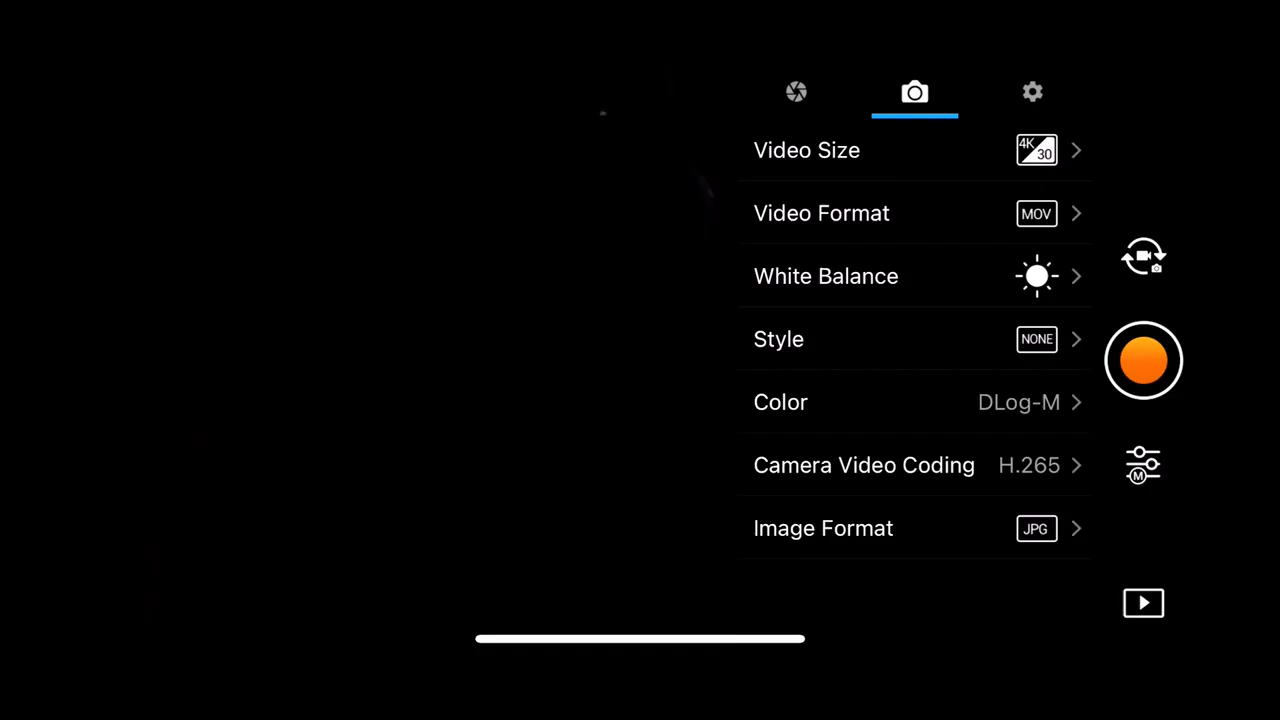 Video Size 4K 30
Video Format MOV
White Balance
Style NONE
Color DLog-M
Camera Video Coding H.265
Image Format JPG
M